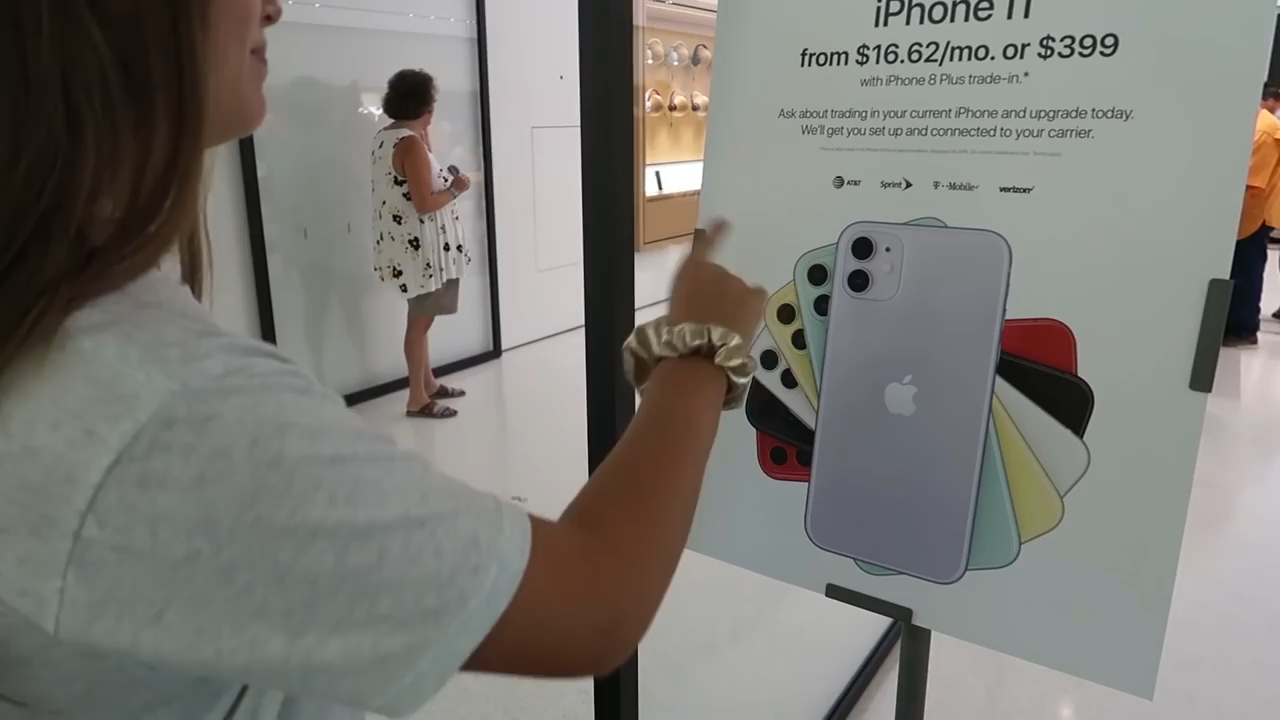 iPhone 11
from $16.62/mo. or $399
with iPhone 8 Plus trade-in.*
Ask about trading in your current iPhone and upgrade today.
We'll get you set up and connected to your carrier.
AT&T Sprint T-Mobile verizon